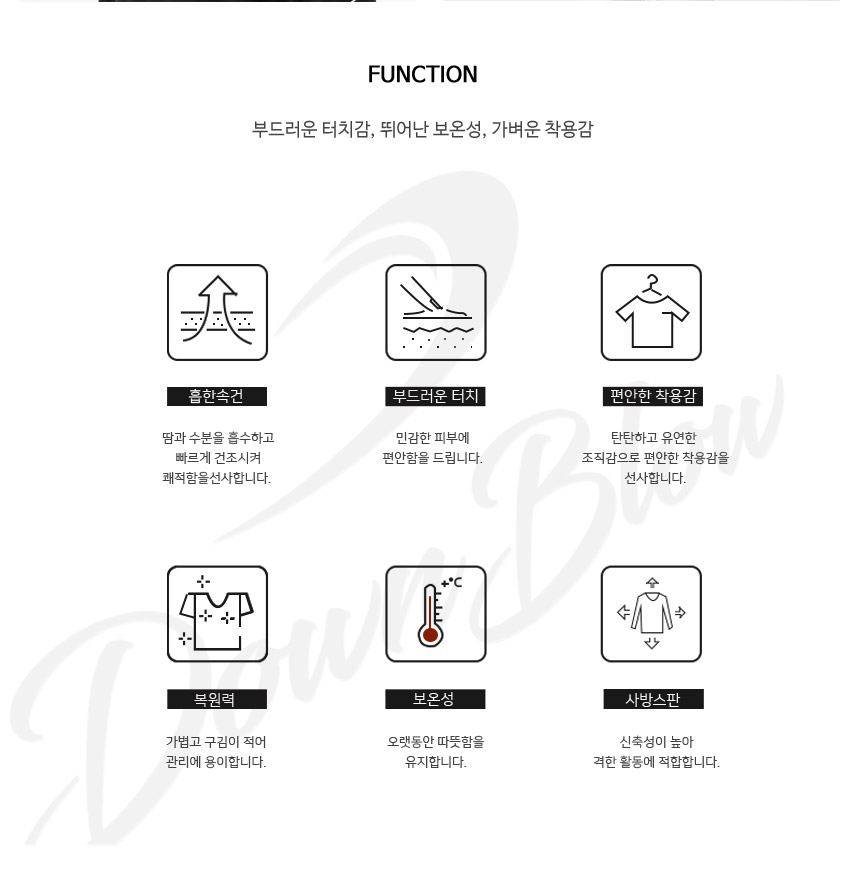 FUNCTION
부드러운 터치감, 뛰어난 보온성, 가벼운 착용감
흡한속건
땀과 수분을 흡수하고
빠르게 건조시켜
쾌적함을선사합니다.
부드러운 터치
민감한 피부에
편안함을 드립니다.
편안한 착용감
탄탄하고 유연한
조직감으로 편안한 착용감을
선사합니다.
복원력
가볍고 구김이 적어
관리에 용이합니다.
+°C
보온성
오랫동안 따뜻함을
유지합니다.
사방스판
신축성이 높아
격한 활동에 적합합니다.
DownBlow